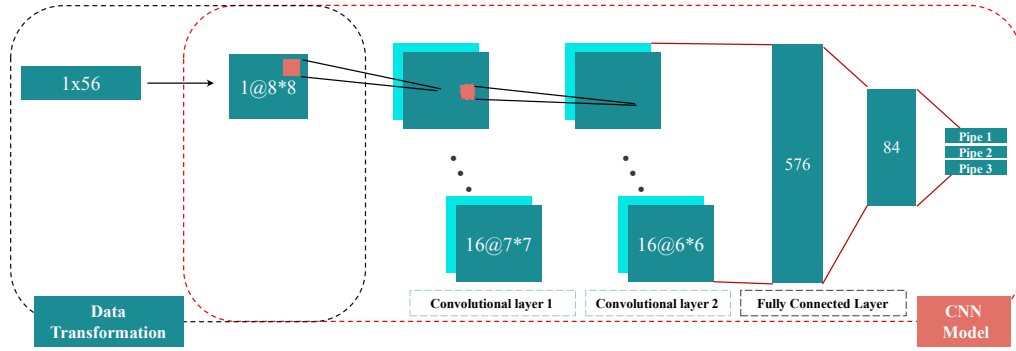 1x56
1@8*8
16@7*7
16@6*6
576
84
Pipe 1
Pipe 2
Pipe 3
Convolutional layer 1
Convolutional layer 2
Fully Connected Layer
Data
Transformation
CNN
Model